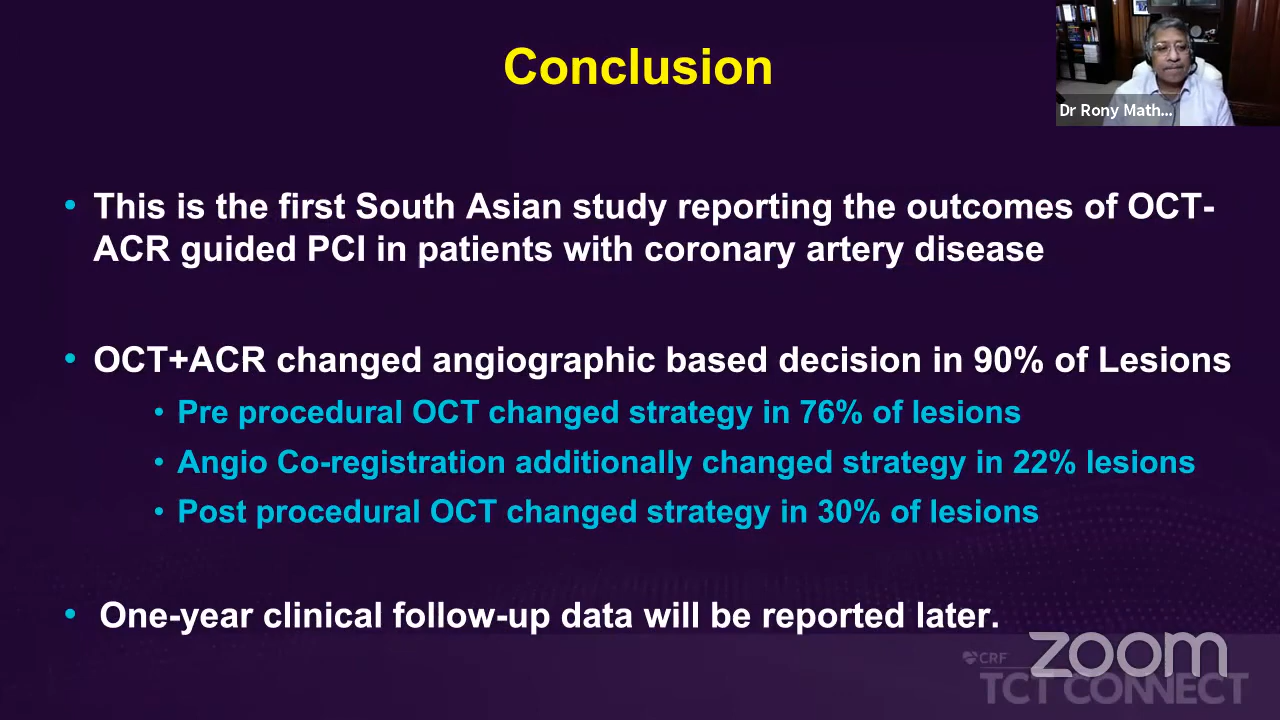 Conclusion
Dr Rony Math...
• This is the first South Asian study reporting the outcomes of OCT-
ACR guided PCI in patients with coronary artery disease
• OCT+ACR changed angiographic based decision in 90% of Lesions
• Pre procedural OCT changed strategy in 76% of lesions
• Angio Co-registration additionally changed strategy in 22% lesions
• Post procedural OCT changed strategy in 30% of lesions
• One-year clinical follow-up data will be reported later.
zoom
CRF
TCT CONNECT